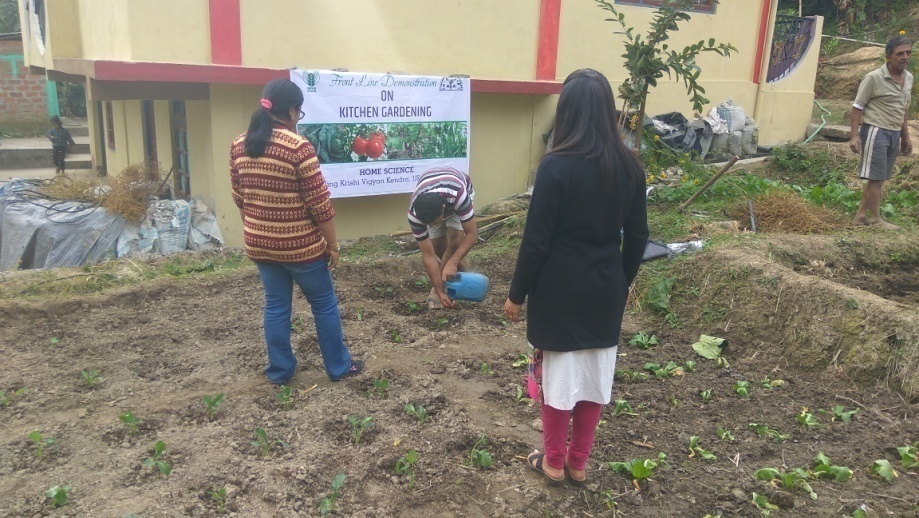 Front Line Demonstration
ON
KITCHEN GARDENING
HOME SCIENCE
Krishi Vigyan Kendra,